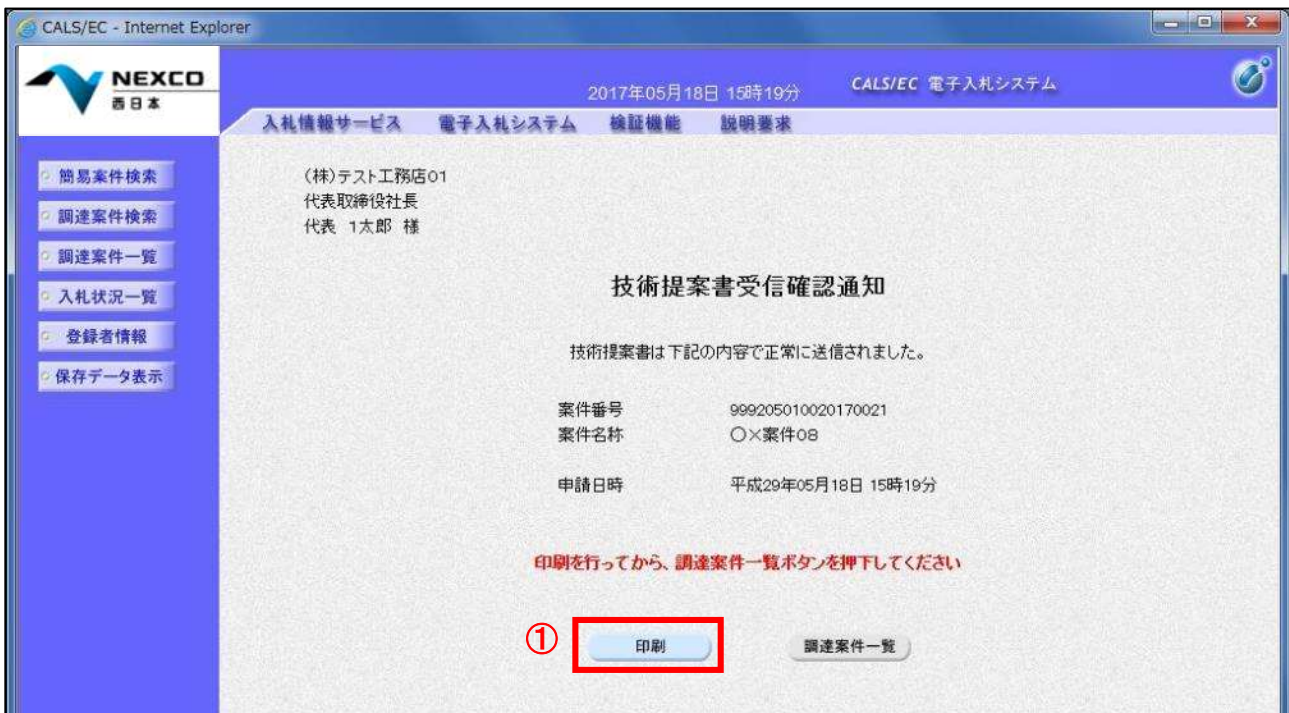 CALS/EC - Internet Explorer
NEXCO
西日本
2017年05月18日 15時19分
CALS/EC 電子入札システム
入札情報サービス 電子入札システム 検証機能 説明要求
簡易案件検索
調達案件検索
調達案件一覧
入札状況一覧
登録者情報
保存データ表示
(株)テスト工務店01
代表取締役社長
代表 1太郎 様
技術提案書受信確認通知
技術提案書は下記の内容で正常に送信されました。
案件番号 999205010020170021
案件名称 〇×案件08
申請日時 平成29年05月18日 15時19分
印刷を行ってから、調達案件一覧ボタンを押下してください
① 印刷 調達案件一覧